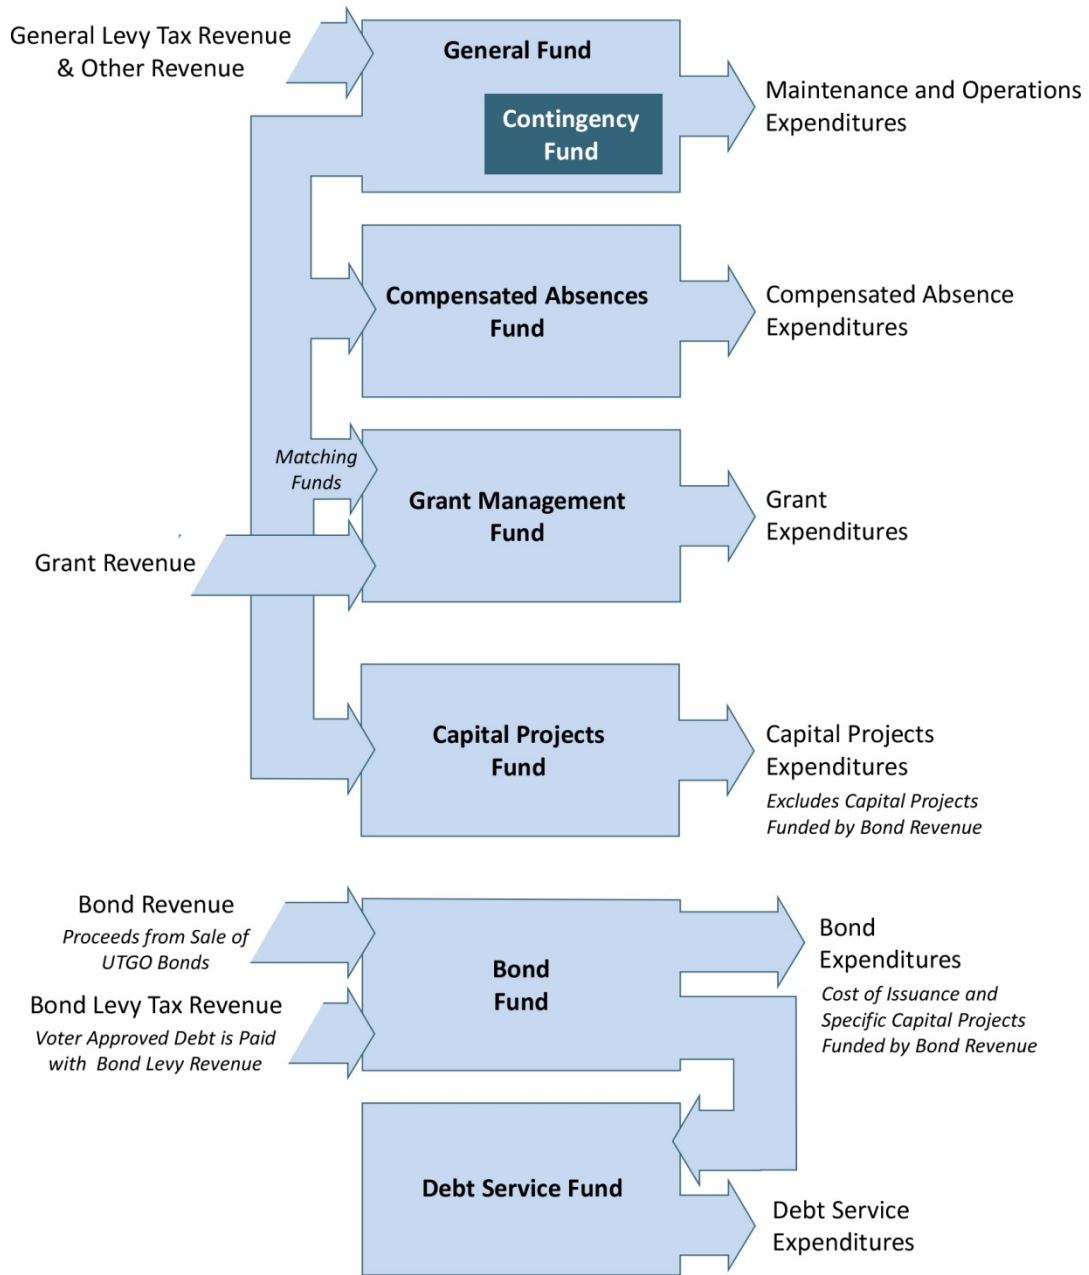 General Levy Tax Revenue
& Other Revenue
General Fund
Contingency
Fund
Maintenance and Operations
Expenditures
Compensated Absences
Fund
Compensated Absence
Expenditures
Matching
Funds
Grant Management
Fund
Grant
Expenditures
Grant Revenue
Capital Projects
Fund
Capital Projects
Expenditures
Excludes Capital Projects
Funded by Bond Revenue
Bond Revenue
Proceeds from Sale of
UTGO Bonds
Bond Levy Tax Revenue
Voter Approved Debt is Paid
with Bond Levy Revenue
Bond
Fund
Bond
Expenditures
Cost of Issuance and
Specific Capital Projects
Funded by Bond Revenue
Debt Service Fund
Debt Service
Expenditures